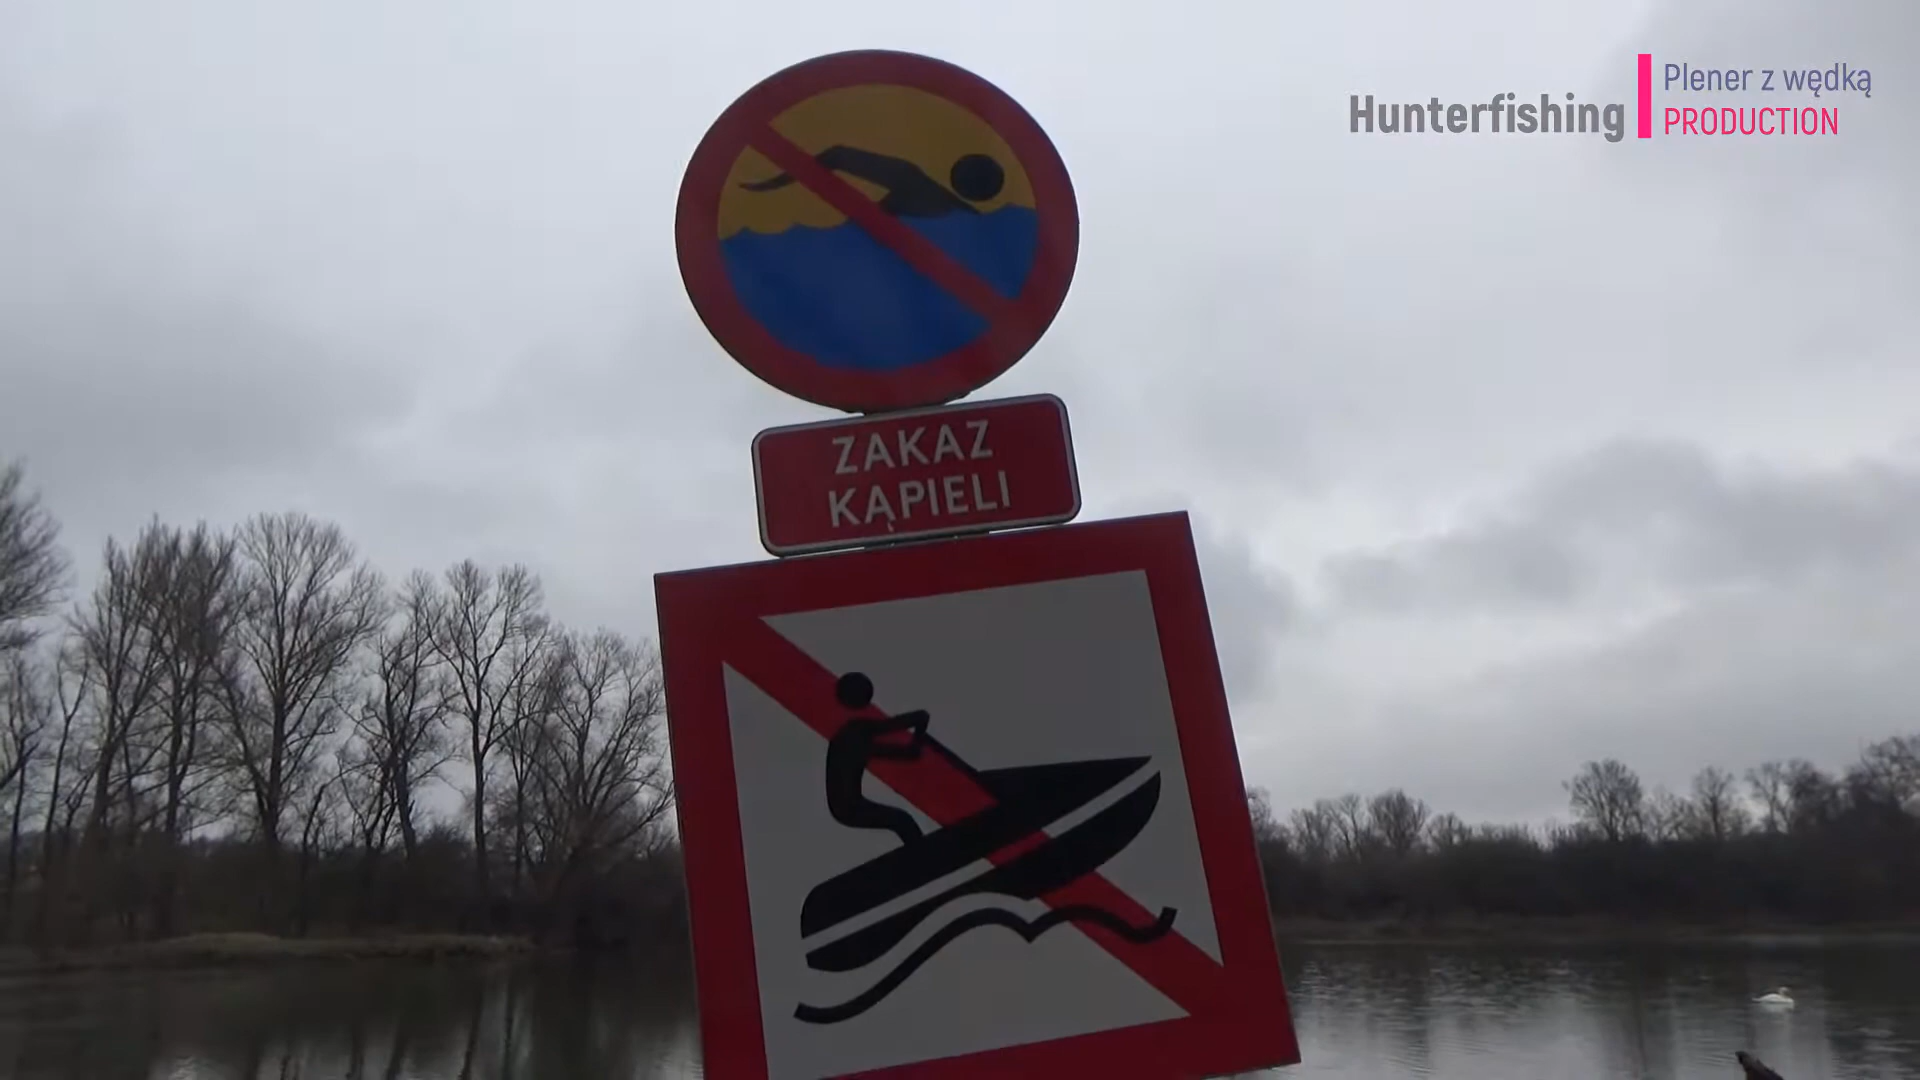 Hunterfishing
Plener z wędką
PRODUCTION
ZAKAZ
KĄPIELI